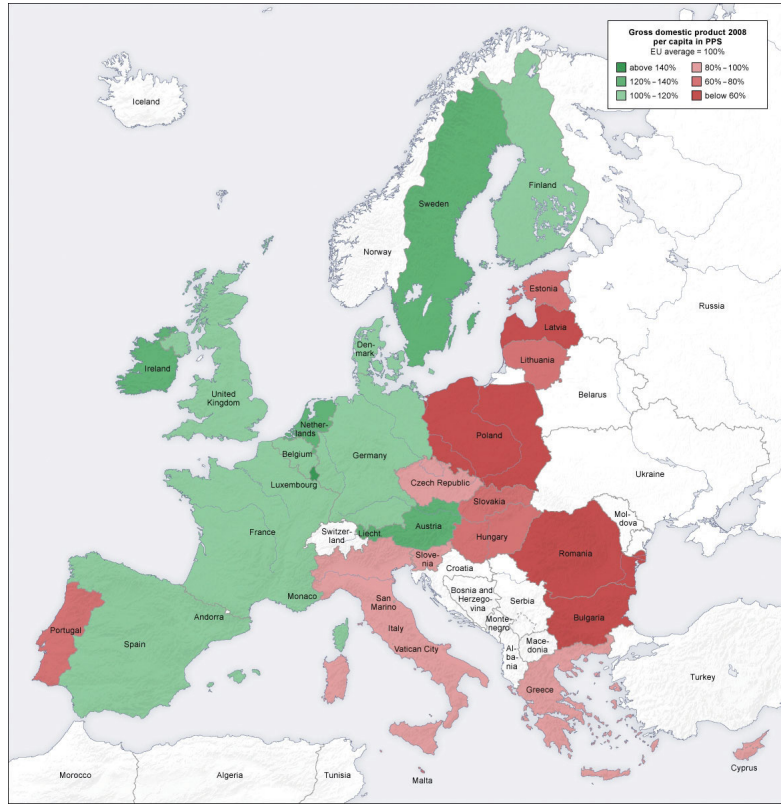 Gross domestic product 2008
per capita in PPS
EU average = 100%
above 140%
80%–100%
120%–140%
60%–80%
100%–120%
below 60%
Iceland
Finland
Sweden
Norway
Estonia
Russia
Latvia
Den-
mark
Lithuania
Ireland
United
Kingdom
Belarus
Nether-
lands
Poland
Belgium
Germany
Ukraine
Czech Republic
Luxembourg
Slovakia
Mol-
dova
France
Switzer-
land
Liecht.
Austria
Hungary
Romania
Slove-
nia
Croatia
Monaco
San
Marino
Bosnia and
Herzego-
vina
Serbia
Andorra
Bulgaria
Portugal
Spain
Italy
Monte-
negro
Mace-
donia
Vatican City
Al-
ba-
nia
Turkey
Greece
Morocco
Algeria
Tunisia
Malta
Cyprus